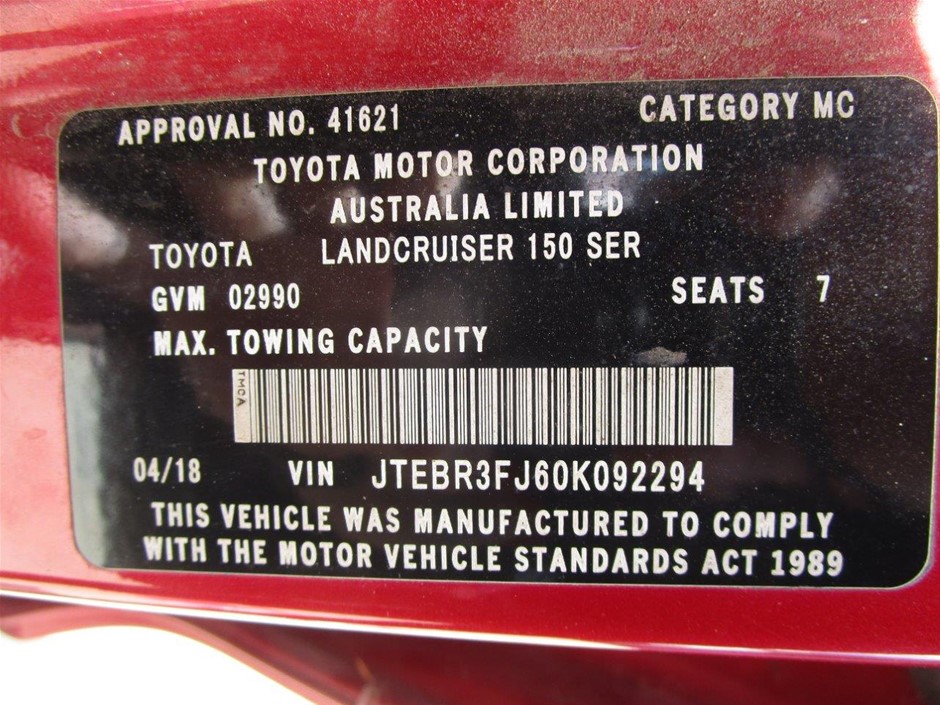 APPROVAL NO. 41621 CATEGORY MC
TOYOTA MOTOR CORPORATION
AUSTRALIA LIMITED
TOYOTA LANDCRUISER 150 SER
GVM 02990 SEATS 7
MAX. TOWING CAPACITY
TMCA
04/18 VIN JTEBR3FJ60K092294
THIS VEHICLE WAS MANUFACTURED TO COMPLY
WITH THE MOTOR VEHICLE STANDARDS ACT 1989